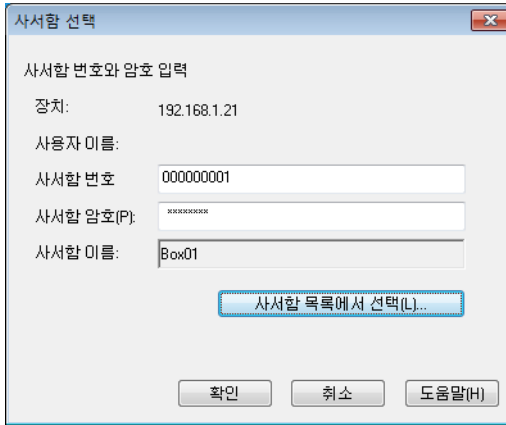 사서함 선택
사서함 번호와 암호 입력
장치: 192.168.1.21
사용자 이름:
사서함 번호 000000001
사서함 암호(P): ********
사서함 이름: Box01
사서함 목록에서 선택(L)...
확인 취소 도움말(H)